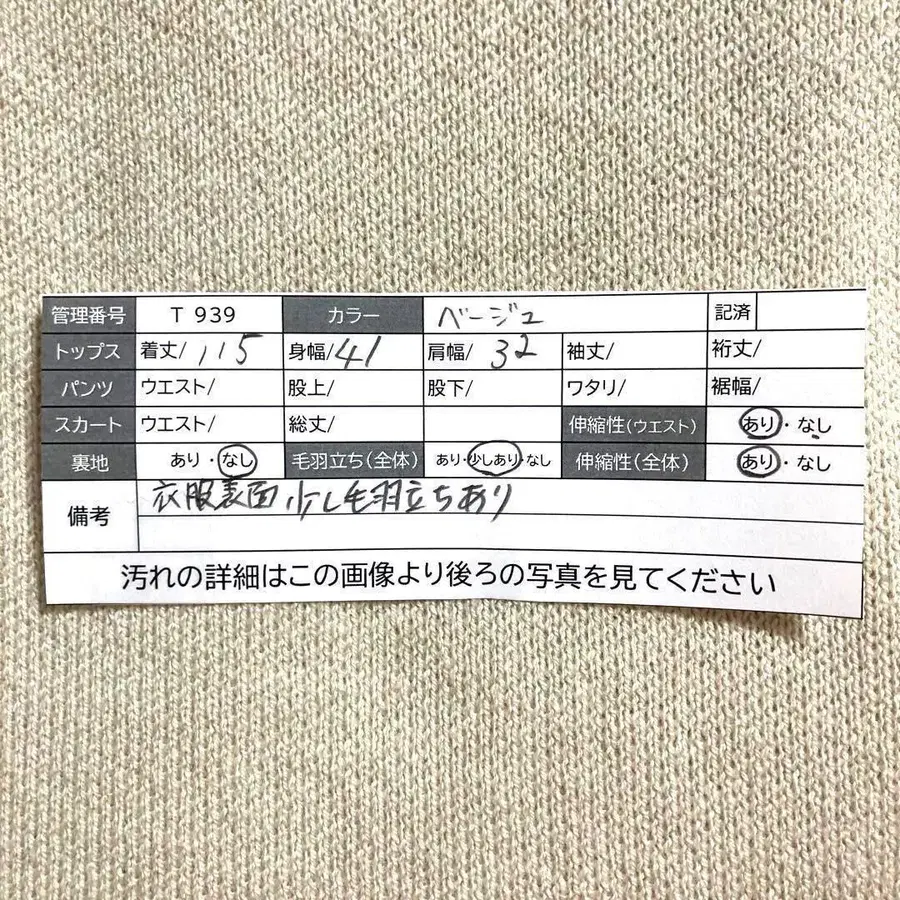 管理番号 T 939 カラー ベージュ 記済
トップス 着丈/ 115 身幅/ 41 肩幅/ 32 袖丈/ 裄丈/
パンツ ウエスト/ 股上/ 股下/ ワタリ/ 裾幅/
スカート ウエスト/ 総丈/ 伸縮性(ウエスト) あり・なし
裏地 あり・なし 毛羽立ち(全体) あり・少しあり・なし 伸縮性(全体) あり・なし
備考 衣服表面少し毛羽立ちあり
汚れの詳細はこの画像より後ろの写真を見てください